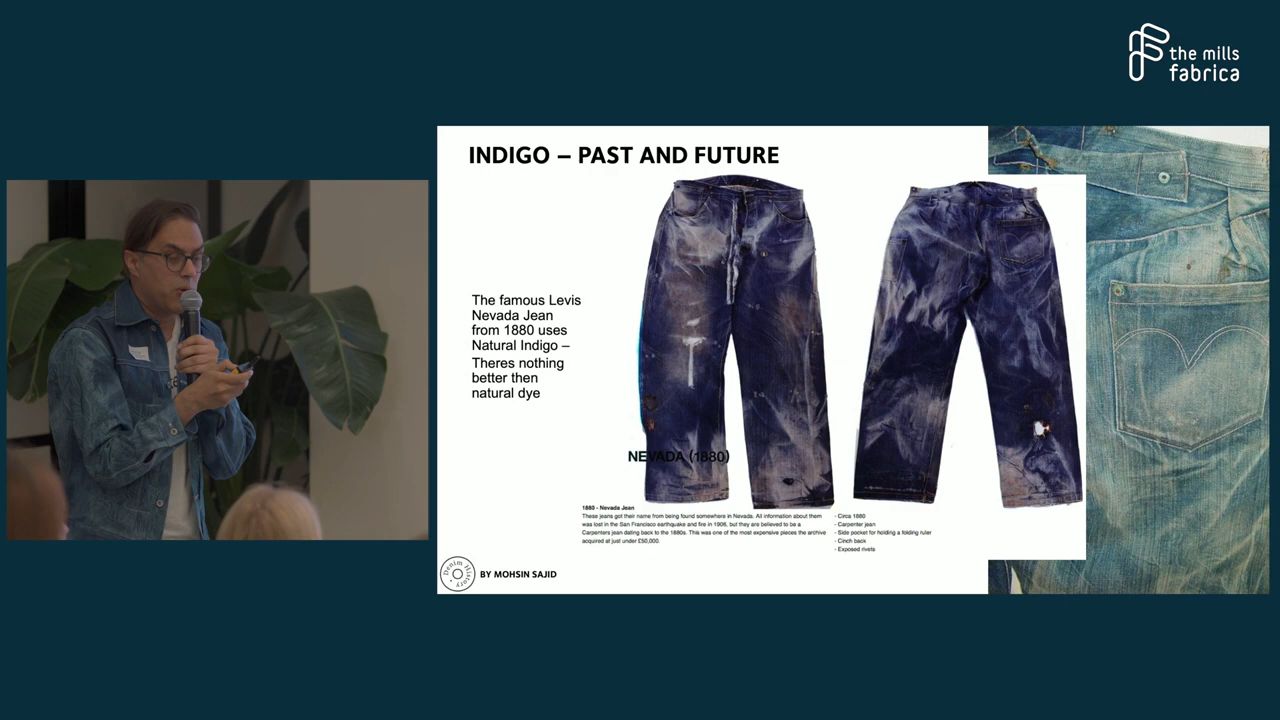 the mills
fabrica
INDIGO – PAST AND FUTURE
The famous Levis
Nevada Jean
from 1880 uses
Natural Indigo –
Theres nothing
better then
natural dye
NEVADA (1880)
1880 - Nevada Jean
These jeans got their name from being found somewhere in Nevada. All information about them
was lost in the San Francisco earthquake and fire in 1906, but they are believed to be a
Carpenters jean dating back to the 1880s. This was one of the most expensive pieces the archive
acquired at just under £50,000.
- Circa 1880
- Carpenter jean
- Side pocket for holding a folding ruler
- Cinch back
- Exposed rivets
Denim History
BY MOHSIN SAJID